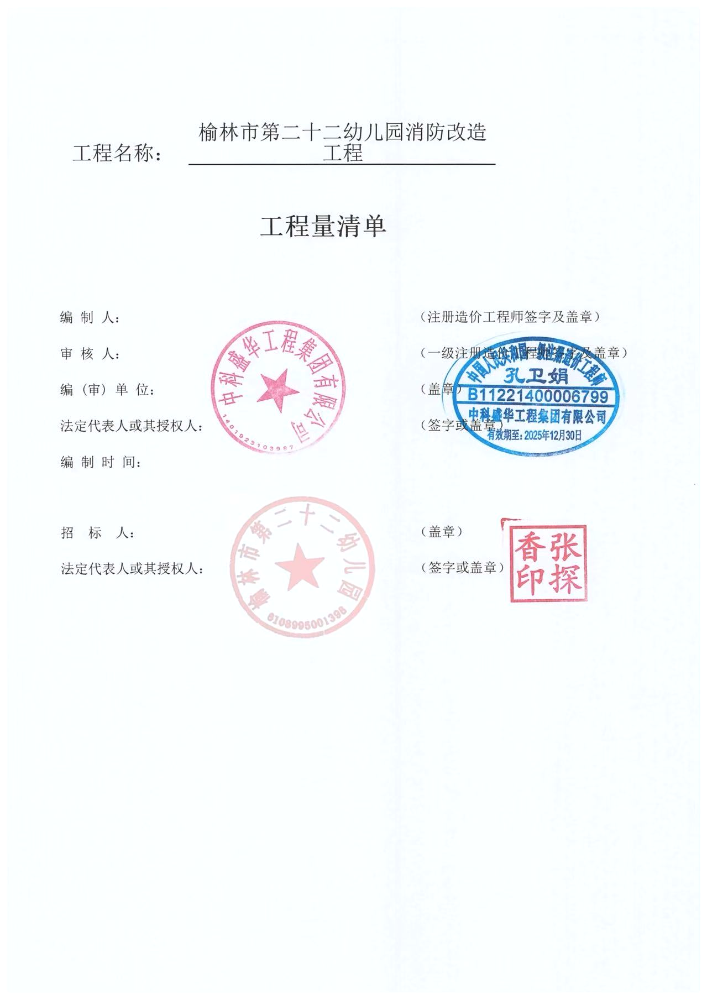 榆林市第二十二幼儿园消防改造
工程名称： 工程
工程量清单
编 制 人： （注册造价工程师签字及盖章）
审 核 人： （一级注册造价工程师签字及盖章）
编（审）单 位： （盖章）
法定代表人或其授权人： （签字或盖章）
编 制 时 间：
中科盛华工程集团有限公司
1401923103987
中国人民共和国一级注册造价工程师
孔卫娟
B11221400006799
中科盛华工程集团有限公司
有效期至：2025年12月30日
招 标 人： （盖章）
法定代表人或其授权人： （签字或盖章）
榆林市第二十二幼儿园
6108995001396
张探
香印